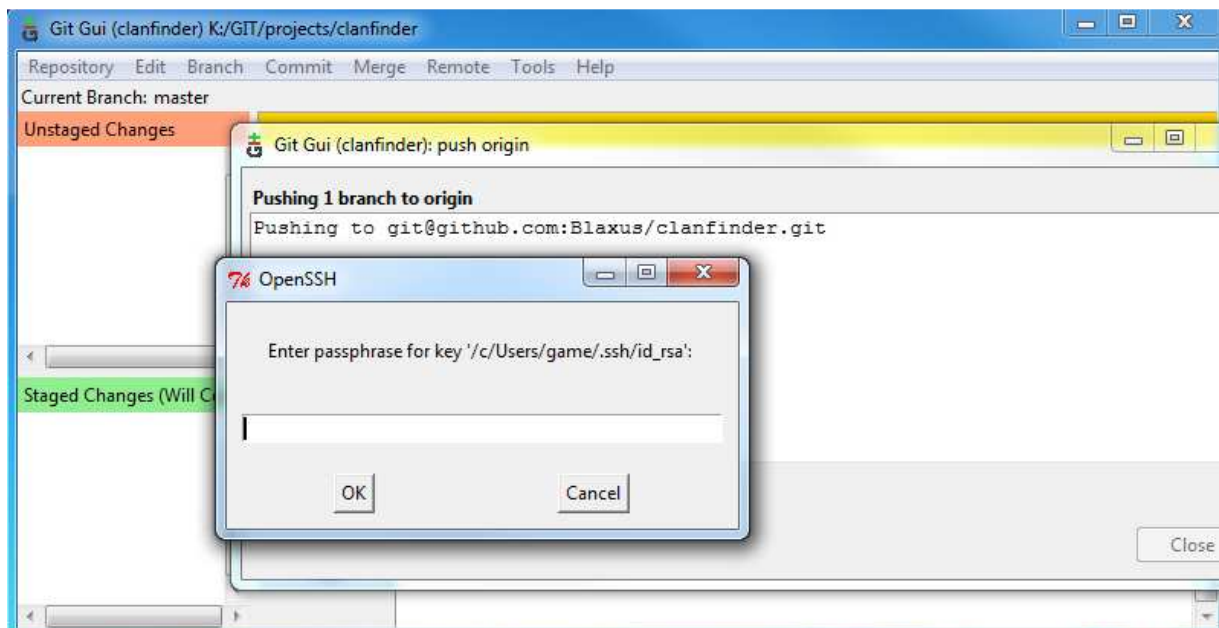 Git Gui (clanfinder) K:/GIT/projects/clanfinder
Repository Edit Branch Commit Merge Remote Tools Help
Current Branch: master
Unstaged Changes
Git Gui (clanfinder): push origin
Pushing 1 branch to origin
Pushing to git@github.com:Blaxus/clanfinder.git
OpenSSH
Enter passphrase for key '/c/Users/game/.ssh/id_rsa':
Staged Changes (Will C
OK Cancel
Close